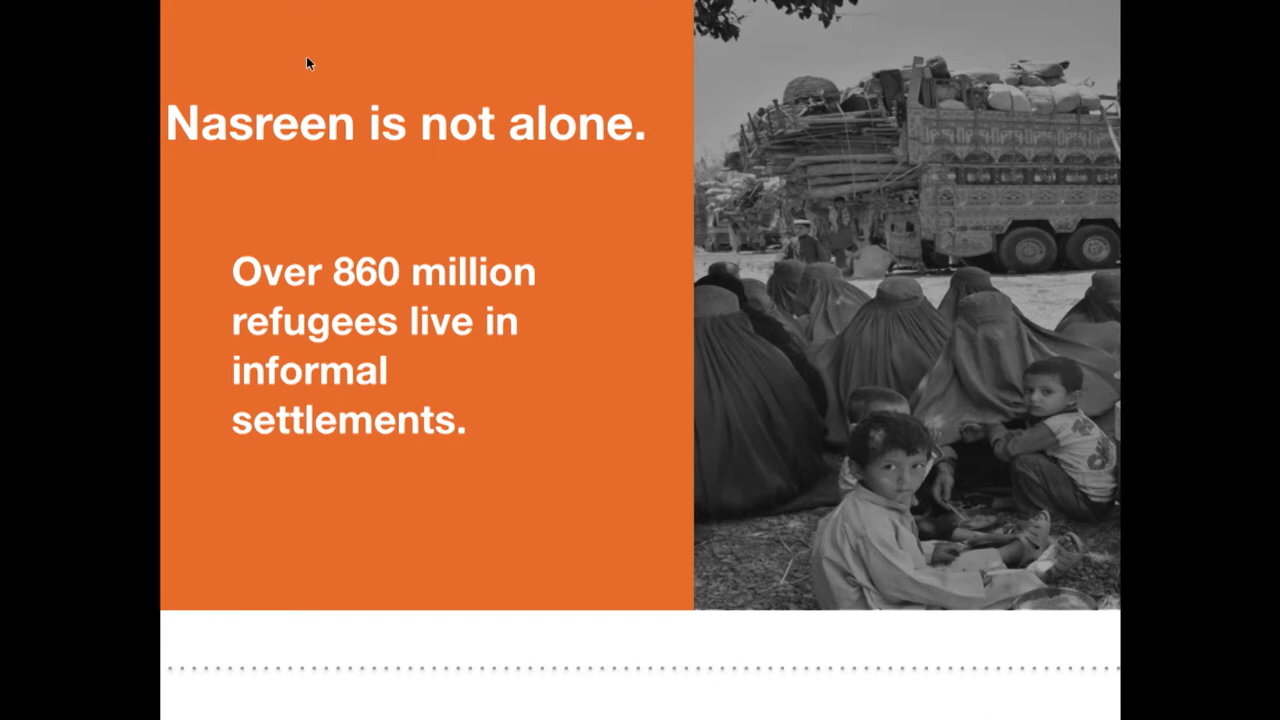 Nasreen is not alone.
Over 860 million
refugees live in
informal
settlements.